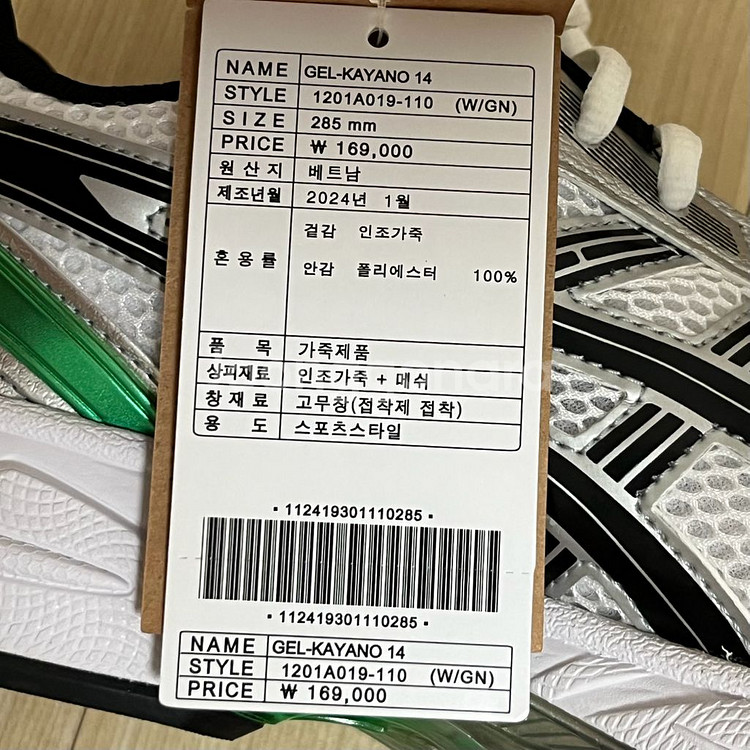 NAME GEL-KAYANO 14
STYLE 1201A019-110 (W/GN)
SIZE 285 mm
PRICE ₩ 169,000
원산지 베트남
제조년월 2024년 1월
겉감 인조가죽
혼용률
안감 폴리에스터 100%
품 목 가죽제품
상피재료 인조가죽 + 메쉬
창재료 고무창(접착제 접착)
용 도 스포츠스타일
▪ 112419301110285 ▪
▪ 112419301110285 ▪
NAME GEL-KAYANO 14
STYLE 1201A019-110 (W/GN)
PRICE ₩ 169,000